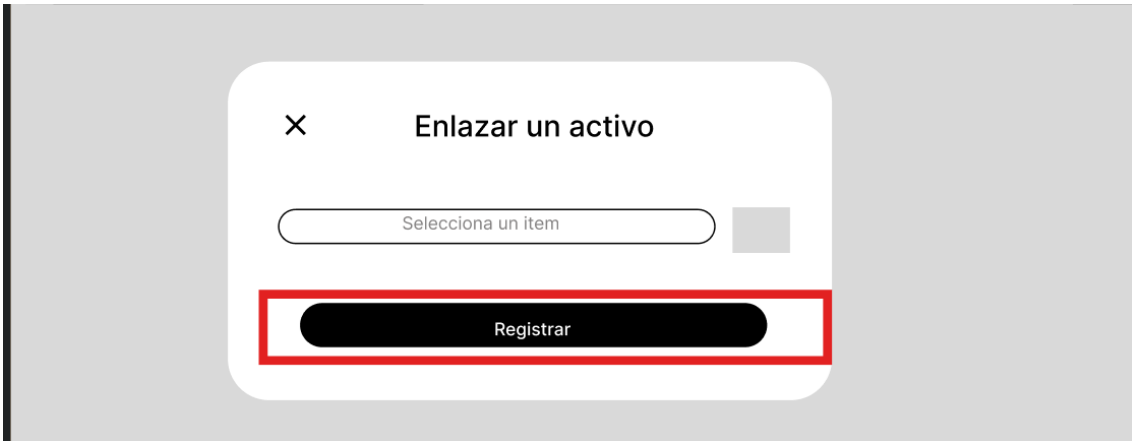 Enlazar un activo
Selecciona un item
Registrar